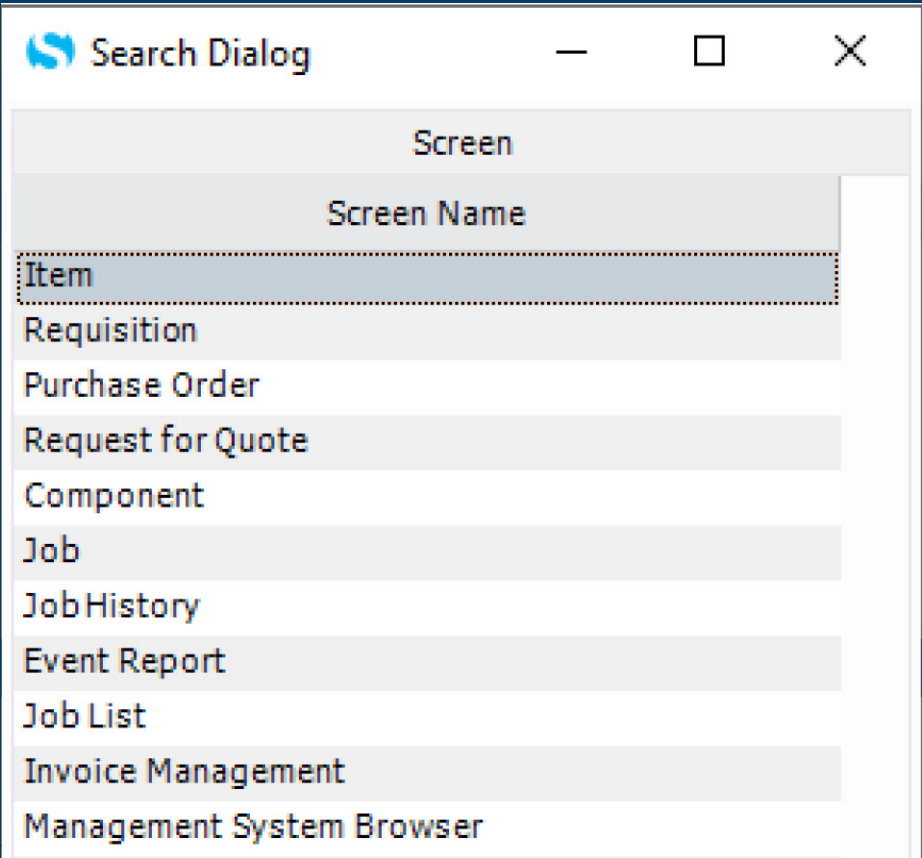 Search Dialog
Screen
Screen Name
Item
Requisition
Purchase Order
Request for Quote
Component
Job
Job History
Event Report
Job List
Invoice Management
Management System Browser